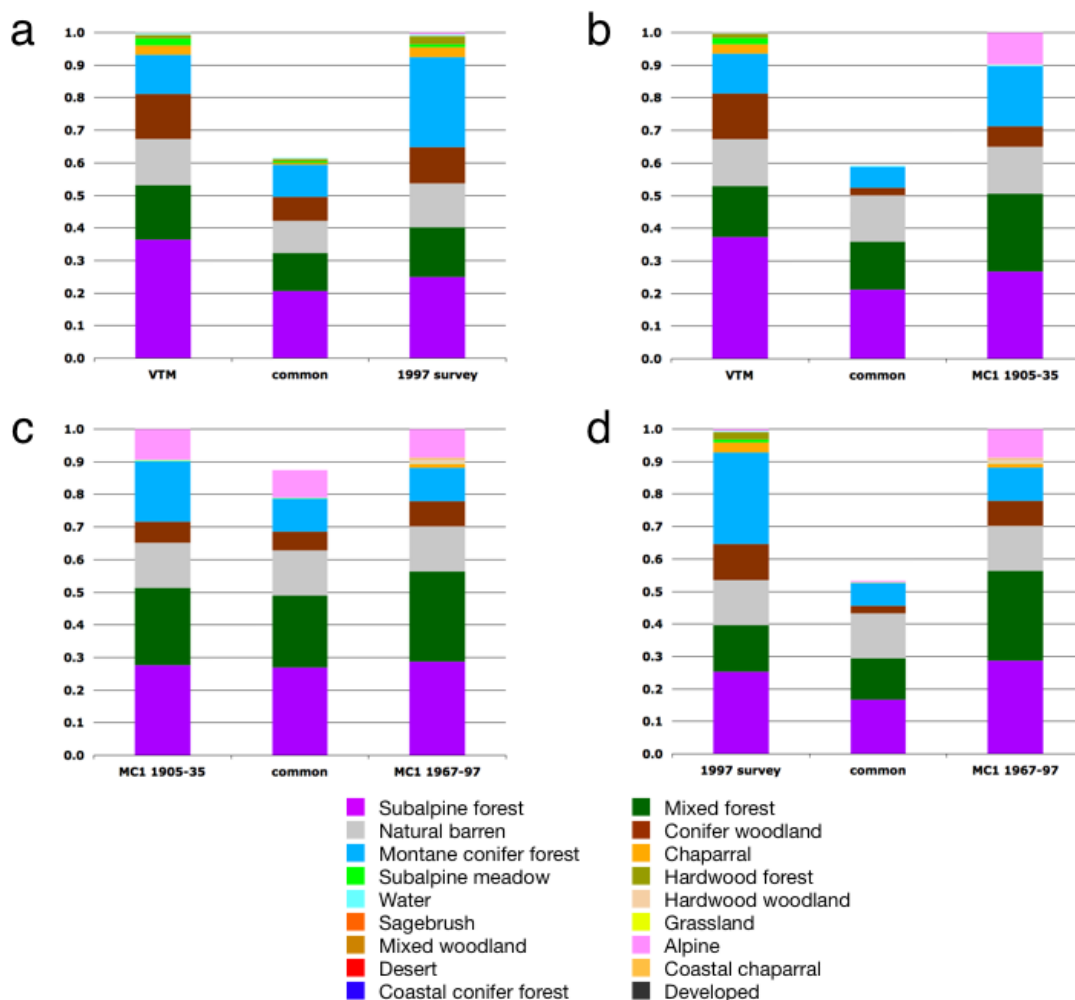 a
1.0
0.9
0.8
0.7
0.6
0.5
0.4
0.3
0.2
0.1
0.0
VTM common 1997 survey
b
1.0
0.9
0.8
0.7
0.6
0.5
0.4
0.3
0.2
0.1
0.0
VTM common MC1 1905-35
c
1.0
0.9
0.8
0.7
0.6
0.5
0.4
0.3
0.2
0.1
0.0
MC1 1905-35 common MC1 1967-97
d
1.0
0.9
0.8
0.7
0.6
0.5
0.4
0.3
0.2
0.1
0.0
1997 survey common MC1 1967-97
Subalpine forest Mixed forest
Natural barren Conifer woodland
Montane conifer forest Chaparral
Subalpine meadow Hardwood forest
Water Hardwood woodland
Sagebrush Grassland
Mixed woodland Alpine
Desert Coastal chaparral
Coastal conifer forest Developed